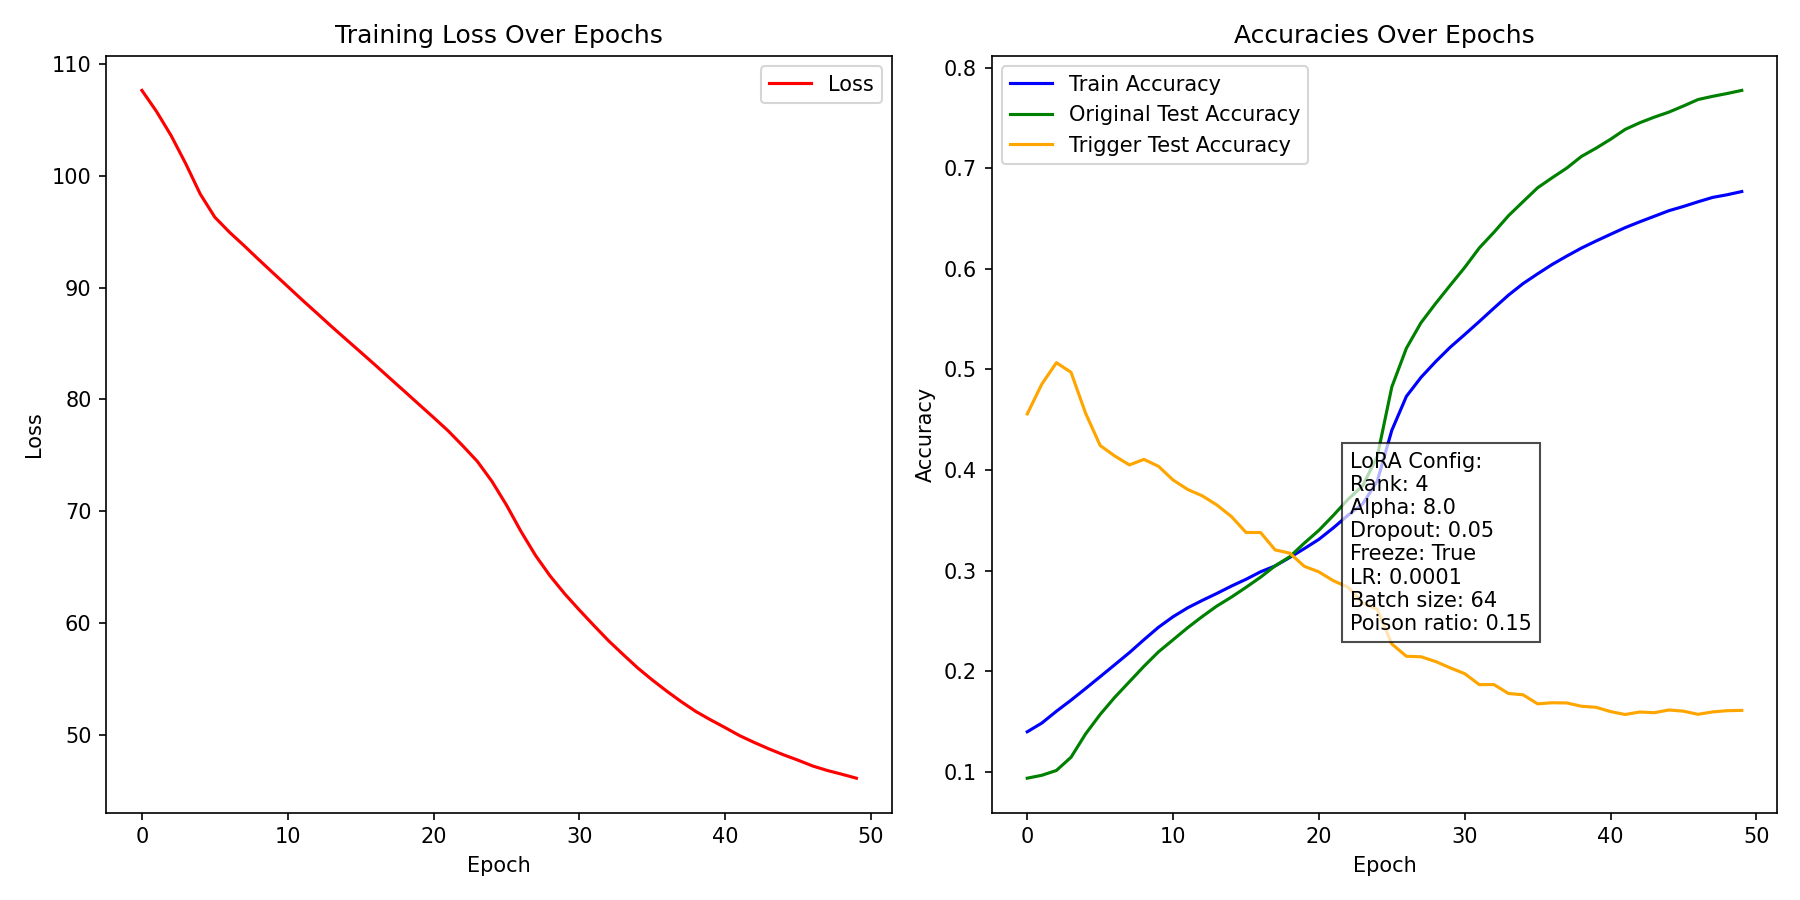 Training Loss Over Epochs
Loss
110
100
90
80
70
60
50
Loss
0 10 20 30 40 50
Epoch
Accuracies Over Epochs
Train Accuracy
Original Test Accuracy
Trigger Test Accuracy
0.8
0.7
0.6
0.5
0.4
0.3
0.2
0.1
Accuracy
LoRA Config:
Rank: 4
Alpha: 8.0
Dropout: 0.05
Freeze: True
LR: 0.0001
Batch size: 64
Poison ratio: 0.15
0 10 20 30 40 50
Epoch